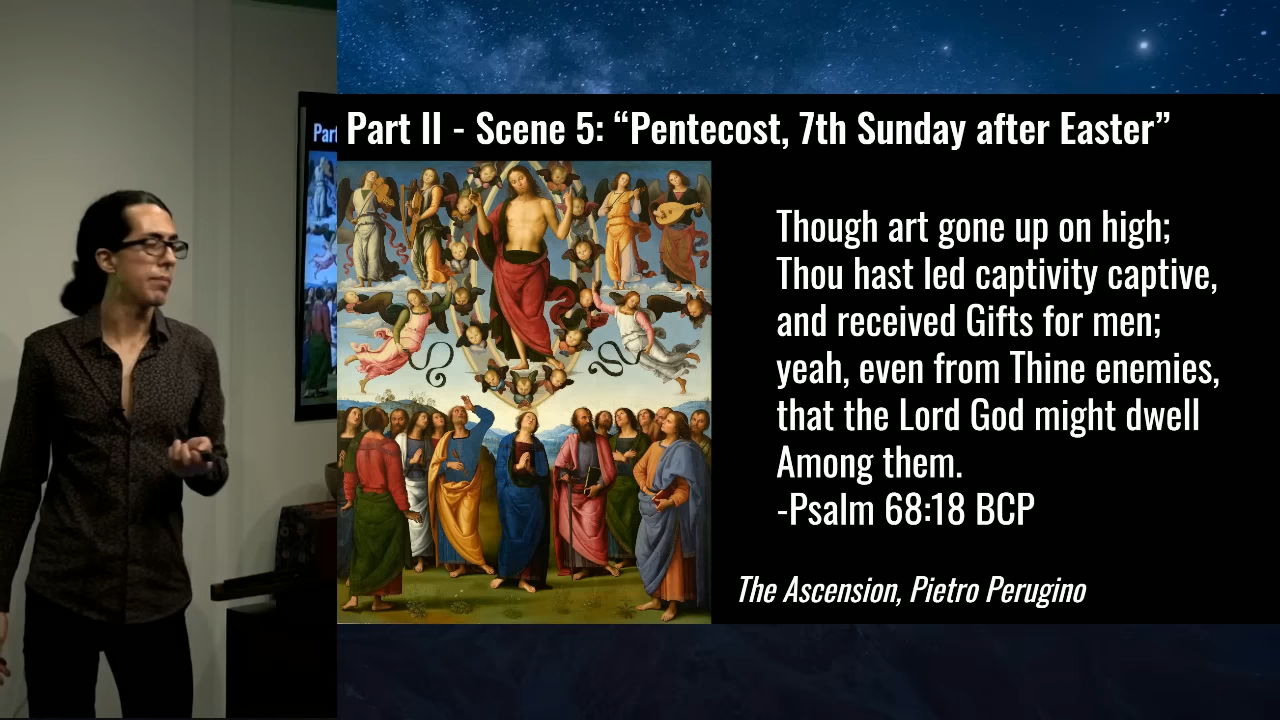 Part II - Scene 5: “Pentecost, 7th Sunday after Easter”
Though art gone up on high;
Thou hast led captivity captive,
and received Gifts for men;
yeah, even from Thine enemies,
that the Lord God might dwell
Among them.
-Psalm 68:18 BCP
The Ascension, Pietro Perugino
Part